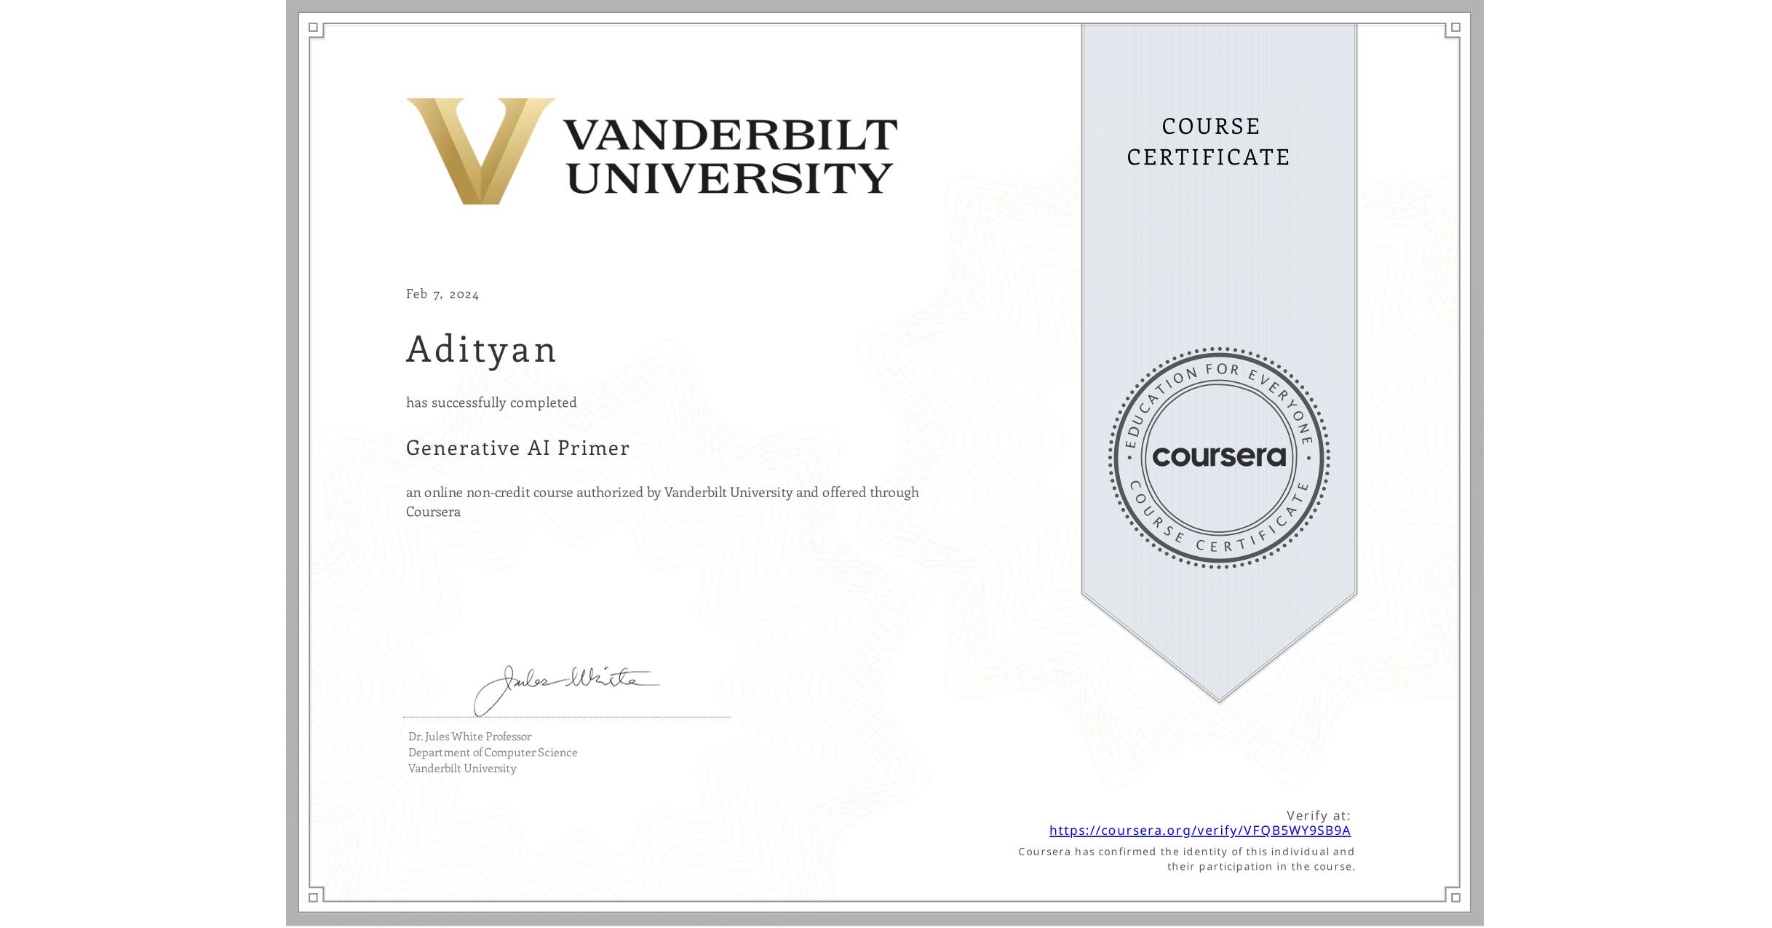 VANDERBILT
UNIVERSITY
COURSE
CERTIFICATE
Feb 7, 2024
Adityan
has successfully completed
Generative AI Primer
an online non-credit course authorized by Vanderbilt University and offered through
Coursera
EDUCATION FOR EVERYONE
coursera
COURSE CERTIFICATE
Jules White
Dr. Jules White Professor
Department of Computer Science
Vanderbilt University
Verify at:
https://coursera.org/verify/VFQB5WY9SB9A
Coursera has confirmed the identity of this individual and
their participation in the course.